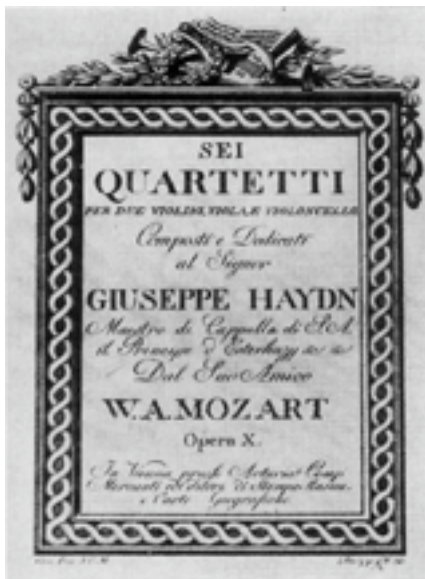 SEI
QUARTETTI
PER DUE VIOLINI, VIOLA, E VIOLONCELLO
Composti e Dedicati
al Signor
GIUSEPPE HAYDN
Maestro di Cappella di S.A.
il Principe d'Esterhazy &c &c
Dal Suo Amico
W.A. MOZART
Opera X.
In Vienna presso Artaria Comp.
Mercanti ed Editori di Stampe Musica
e Carte Geografiche